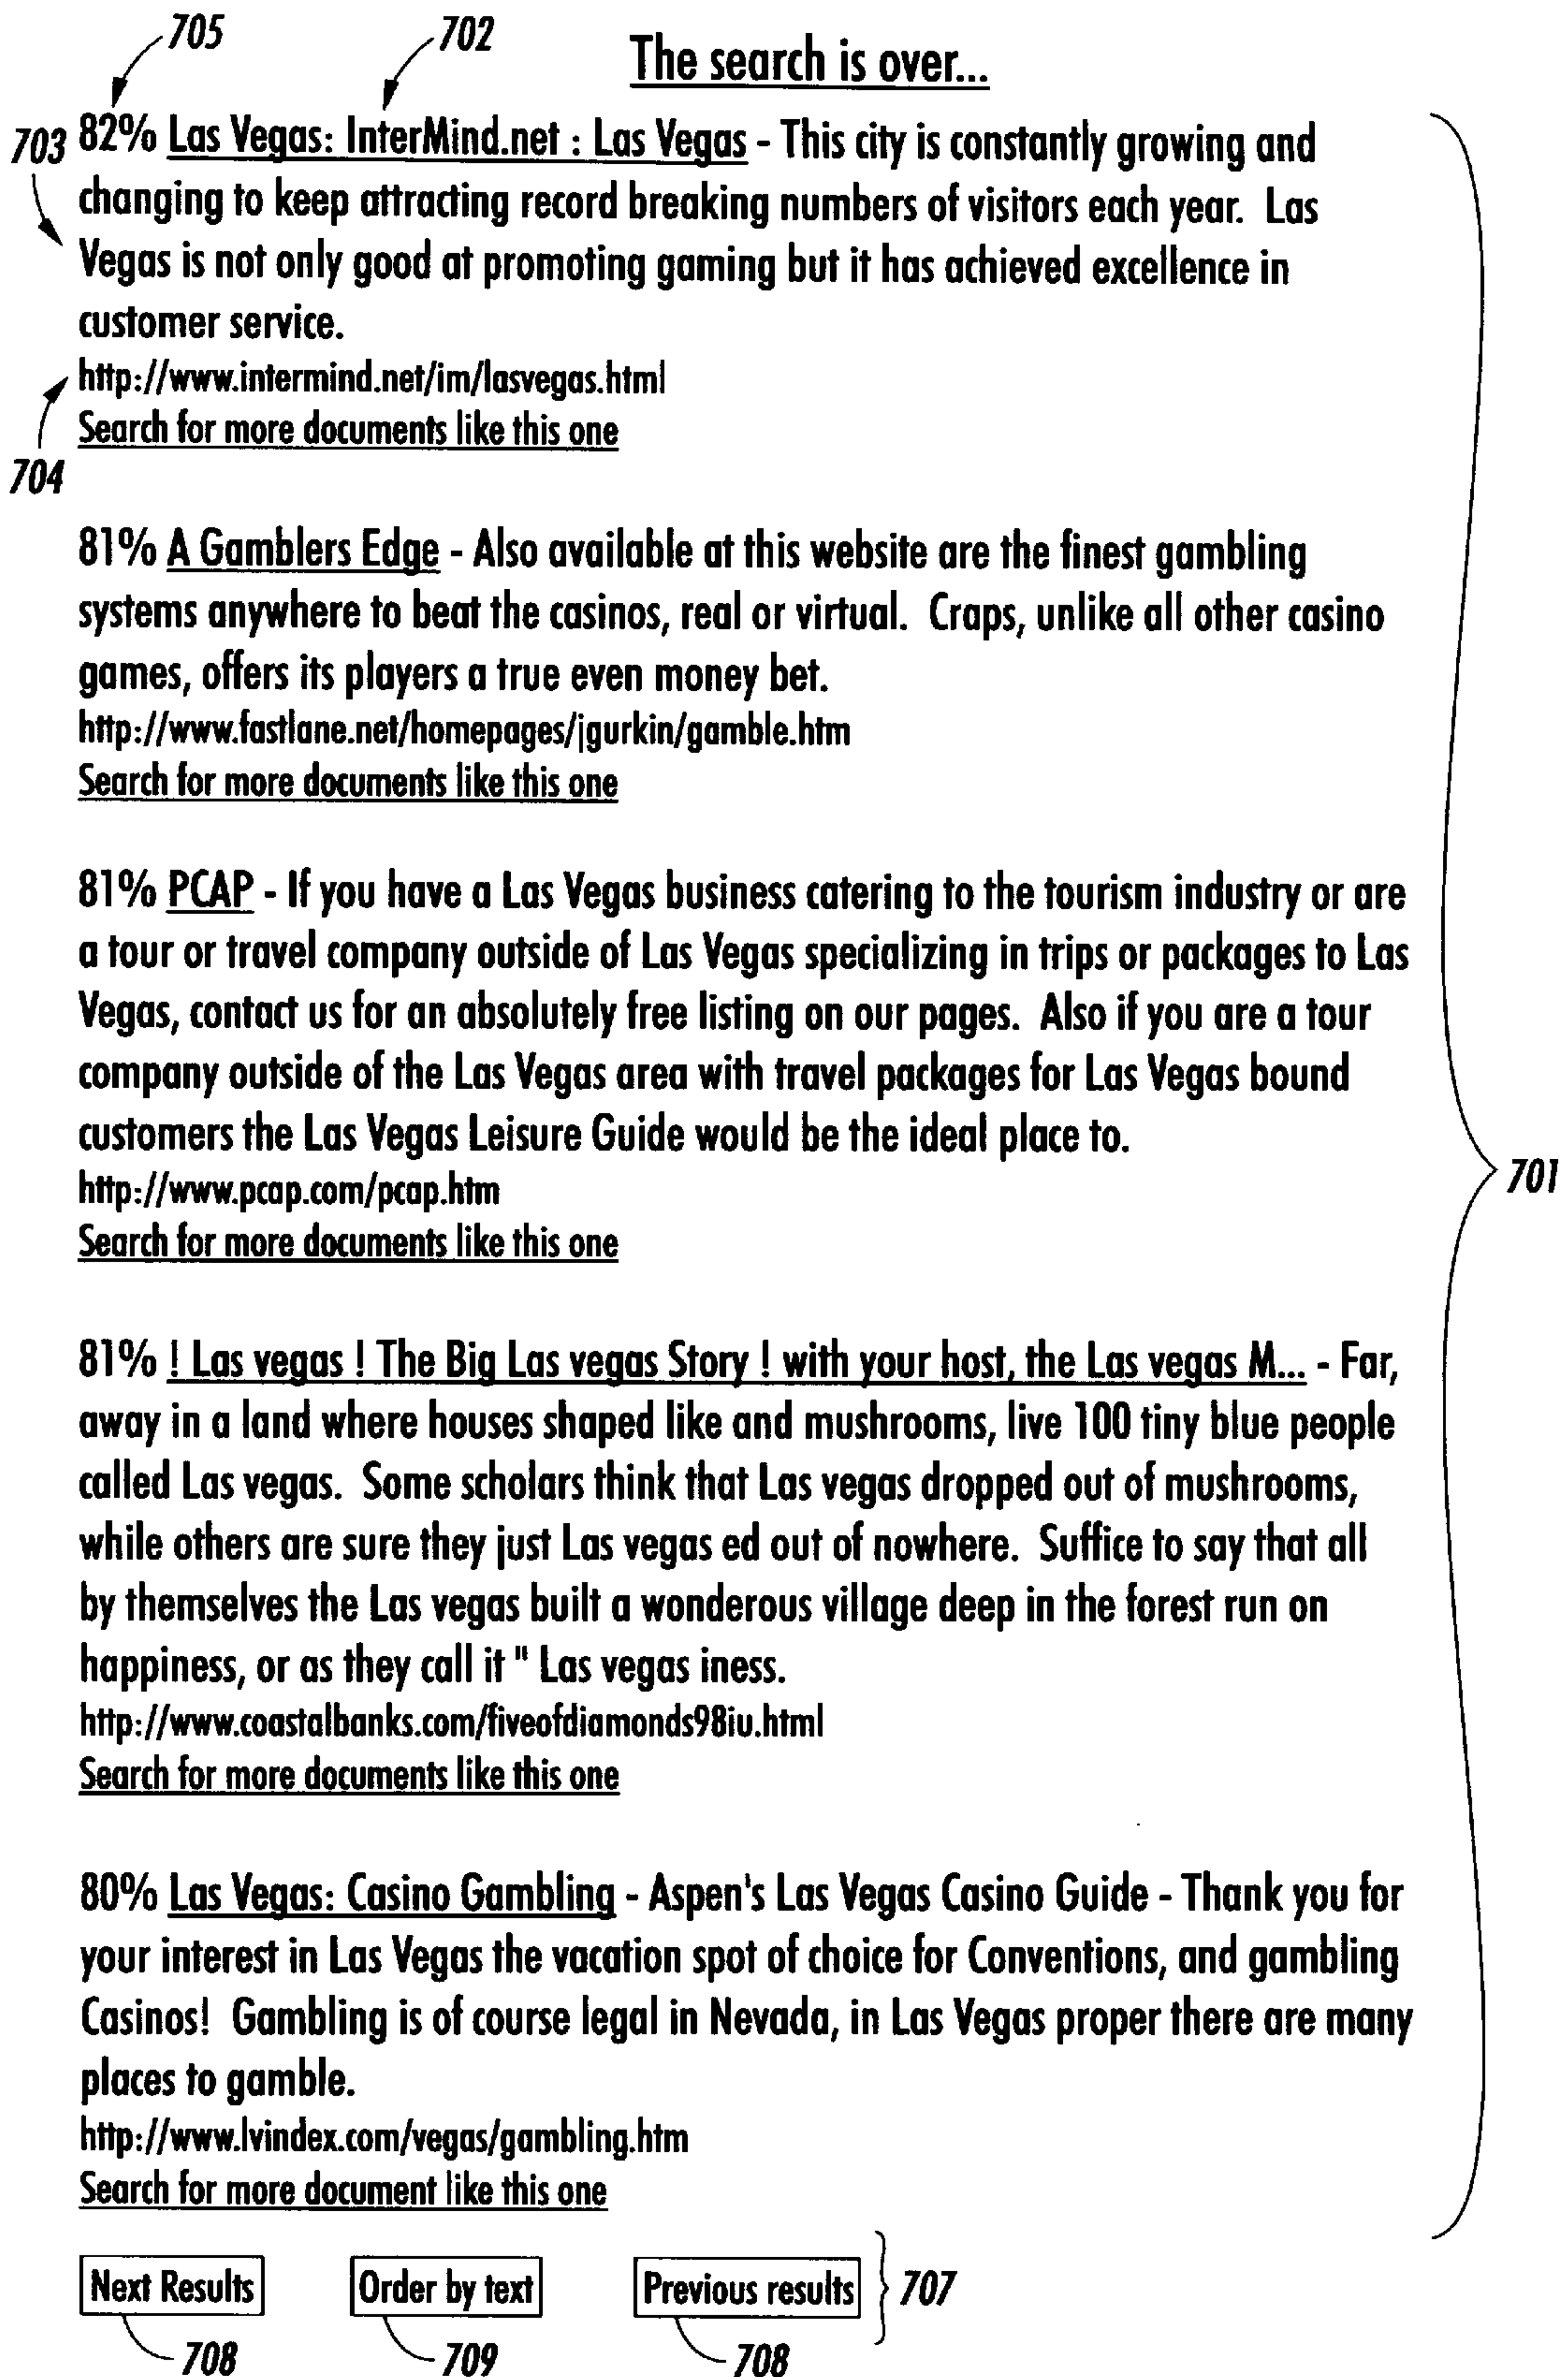 705
702
The search is over...
703
82% Las Vegas: InterMind.net : Las Vegas - This city is constantly growing and
changing to keep attracting record breaking numbers of visitors each year. Las
Vegas is not only good at promoting gaming but it has achieved excellence in
customer service.
http://www.intermind.net/im/lasvegas.html
Search for more documents like this one
704
81% A Gamblers Edge - Also available at this website are the finest gambling
systems anywhere to beat the casinos, real or virtual. Craps, unlike all other casino
games, offers its players a true even money bet.
http://www.fastlane.net/homepages/jgurkin/gamble.htm
Search for more documents like this one
81% PCAP - If you have a Las Vegas business catering to the tourism industry or are
a tour or travel company outside of Las Vegas specializing in trips or packages to Las
Vegas, contact us for an absolutely free listing on our pages. Also if you are a tour
company outside of the Las Vegas area with travel packages for Las Vegas bound
customers the Las Vegas Leisure Guide would be the ideal place to.
http://www.pcap.com/pcap.htm
Search for more documents like this one
701
81% ! Las vegas ! The Big Las vegas Story ! with your host, the Las vegas M... - Far,
away in a land where houses shaped like and mushrooms, live 100 tiny blue people
called Las vegas. Some scholars think that Las vegas dropped out of mushrooms,
while others are sure they just Las vegas ed out of nowhere. Suffice to say that all
by themselves the Las vegas built a wonderous village deep in the forest run on
happiness, or as they call it " Las vegas iness.
http://www.coastalbanks.com/fiveofdiamonds98iu.html
Search for more documents like this one
80% Las Vegas: Casino Gambling - Aspen's Las Vegas Casino Guide - Thank you for
your interest in Las Vegas the vacation spot of choice for Conventions, and gambling
Casinos! Gambling is of course legal in Nevada, in Las Vegas proper there are many
places to gamble.
http://www.lvindex.com/vegas/gambling.htm
Search for more document like this one
Next Results Order by text Previous results 707
708 709 708